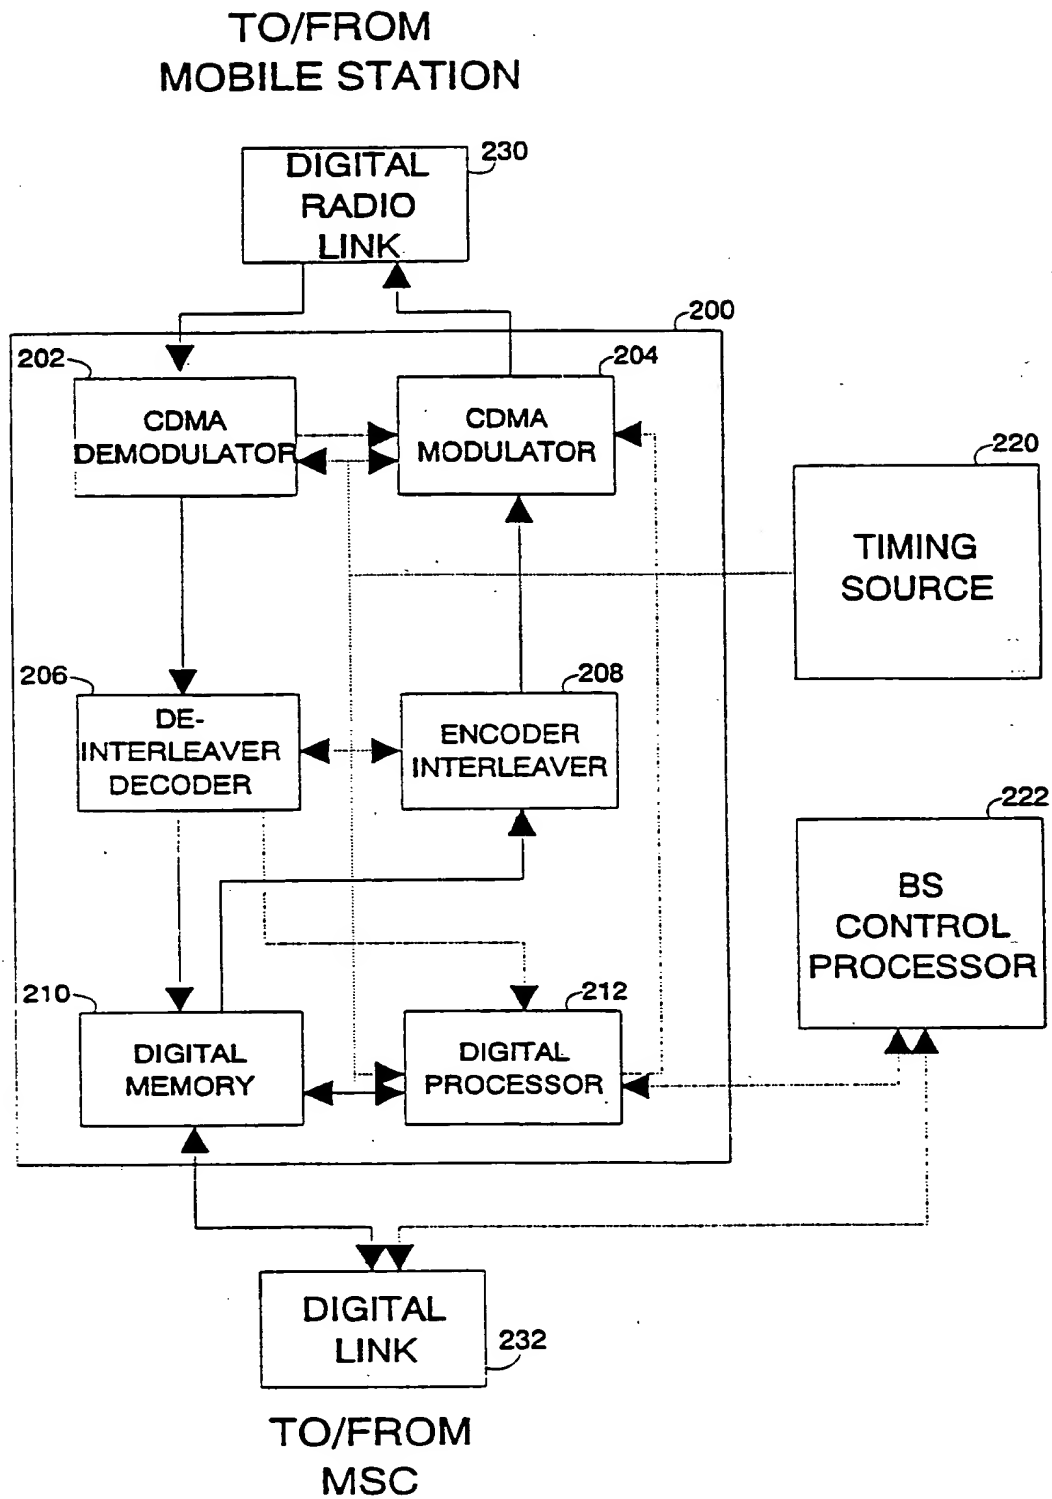 TO/FROM
MOBILE STATION
230
DIGITAL
RADIO
LINK
200
202
204
CDMA
DEMODULATOR
CDMA
MODULATOR
220
TIMING
SOURCE
206
208
DE-
INTERLEAVER
DECODER
ENCODER
INTERLEAVER
222
BS
CONTROL
PROCESSOR
210
212
DIGITAL
MEMORY
DIGITAL
PROCESSOR
DIGITAL
LINK
232
TO/FROM
MSC